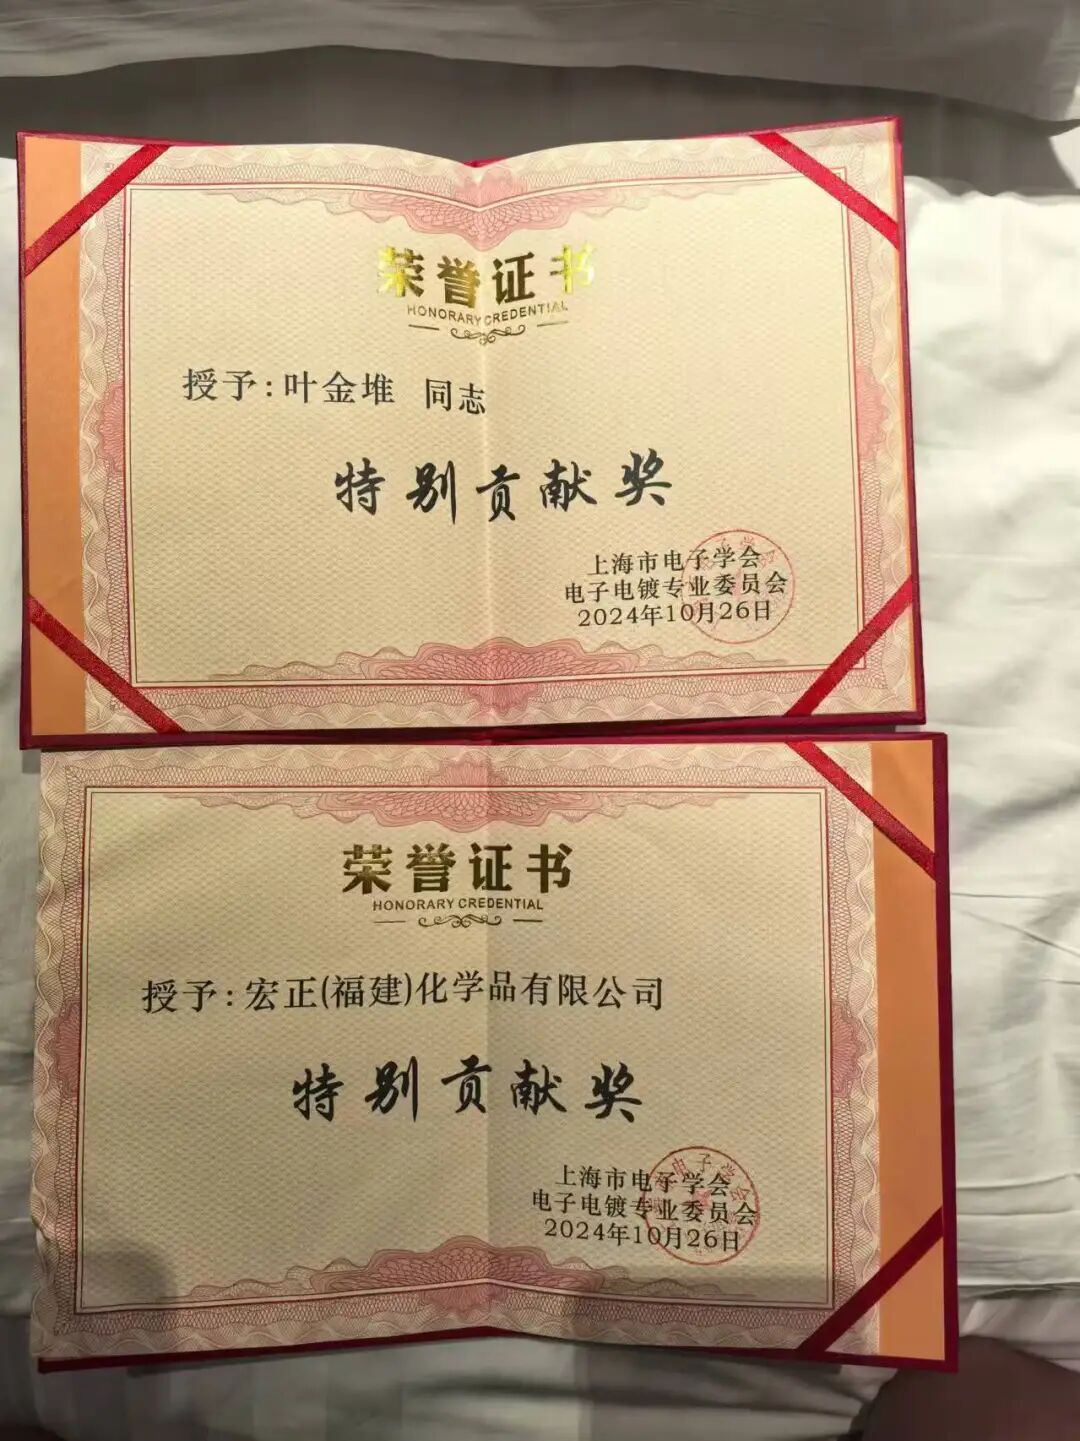 荣誉证书
HONORARY CREDENTIAL
授予:叶金堆 同志
特别贡献奖
上海市电子学会
电子电镀专业委员会
2024年10月26日
荣誉证书
HONORARY CREDENTIAL
授予:宏正(福建)化学品有限公司
特别贡献奖
上海市电子学会
电子电镀专业委员会
2024年10月26日